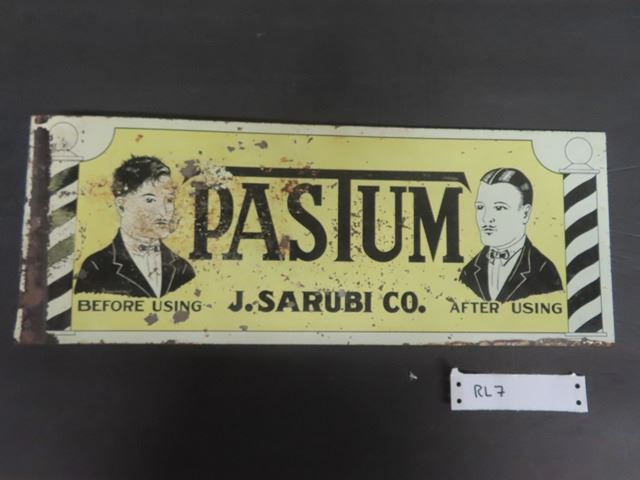 PASTUM
BEFORE USING
J. SARUBI CO.
AFTER USING
RL7